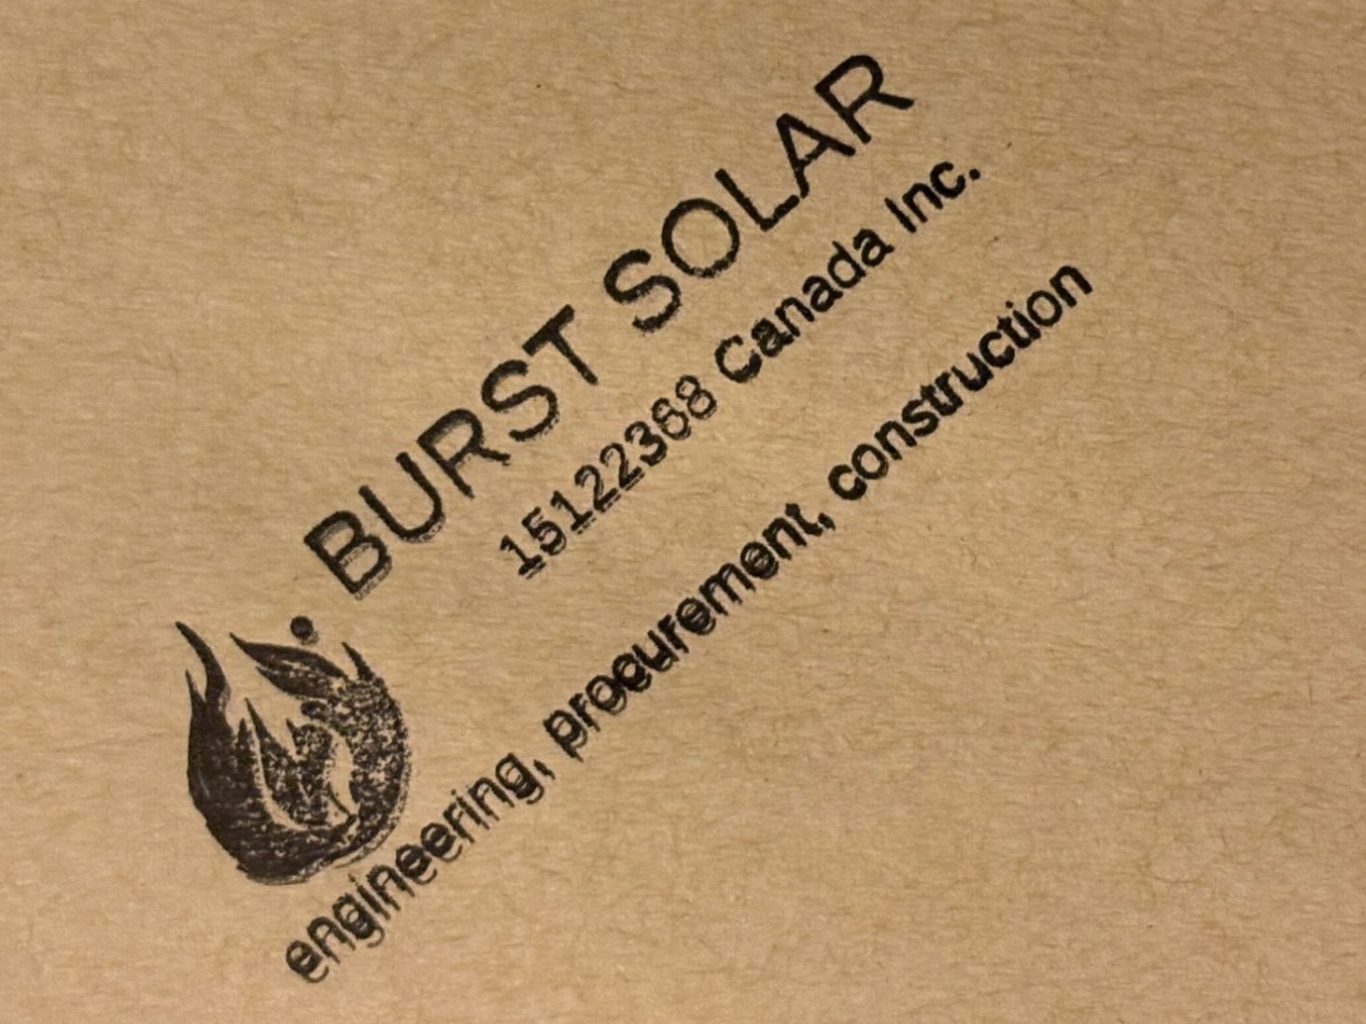 BURST SOLAR
15122368 Canada Inc.
engineering, procurement, construction